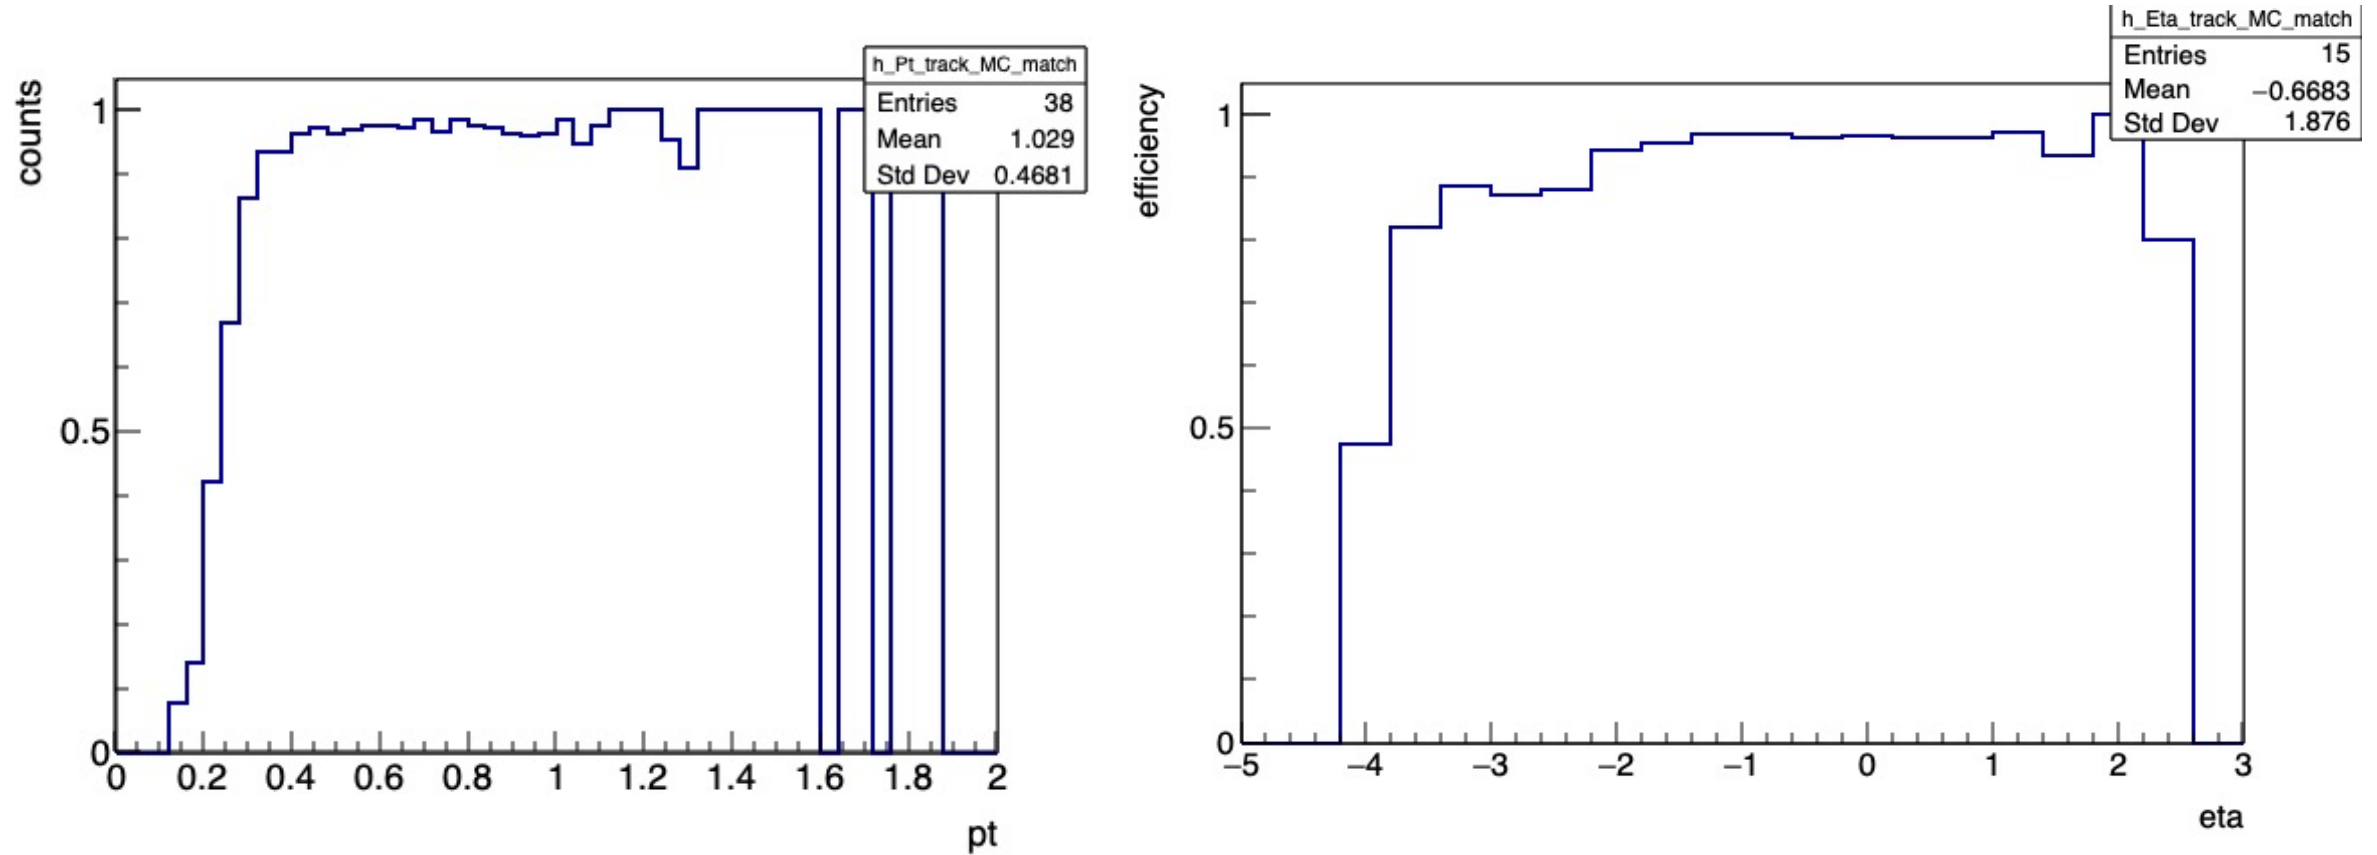 counts
1
0.5
0
0
0.2
0.4
0.6
0.8
1
1.2
1.4
1.6
1.8
2
pt
h_Pt_track_MC_match
Entries 38
Mean 1.029
Std Dev 0.4681
efficiency
1
0.5
0
−5
−4
−3
−2
−1
0
1
2
3
eta
h_Eta_track_MC_match
Entries 15
Mean −0.6683
Std Dev 1.876